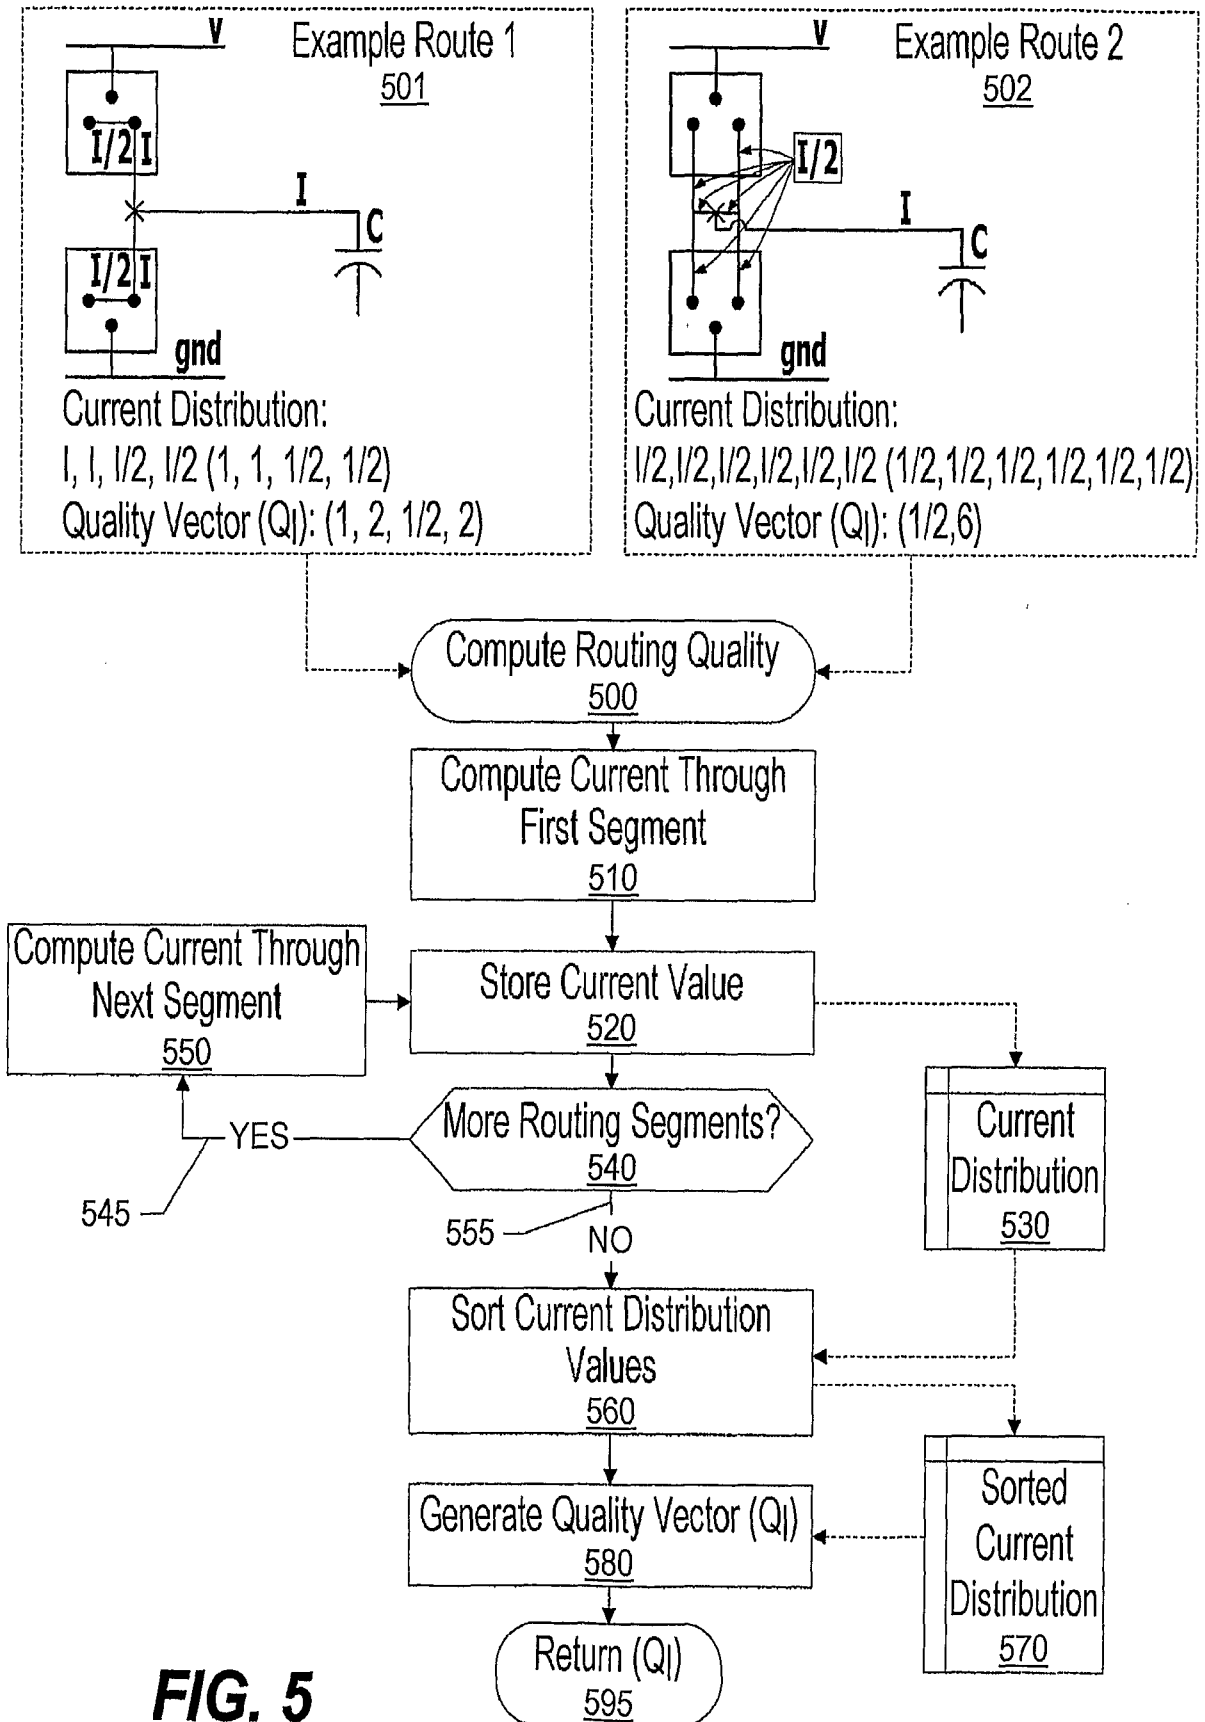 V
Example Route 1
501
I/2 I
I
C
I/2 I
gnd
Current Distribution:
I, I, I/2, I/2 (1, 1, 1/2, 1/2)
Quality Vector (QI): (1, 2, 1/2, 2)
V
Example Route 2
502
I/2
I
C
gnd
Current Distribution:
I/2,I/2,I/2,I/2,I/2,I/2 (1/2,1/2,1/2,1/2,1/2,1/2)
Quality Vector (QI): (1/2,6)
Compute Routing Quality
500
Compute Current Through
First Segment
510
Compute Current Through
Next Segment
550
Store Current Value
520
More Routing Segments?
540
YES
545
555
NO
Current
Distribution
530
Sort Current Distribution
Values
560
Generate Quality Vector (QI)
580
Sorted
Current
Distribution
570
Return (QI)
595
FIG. 5